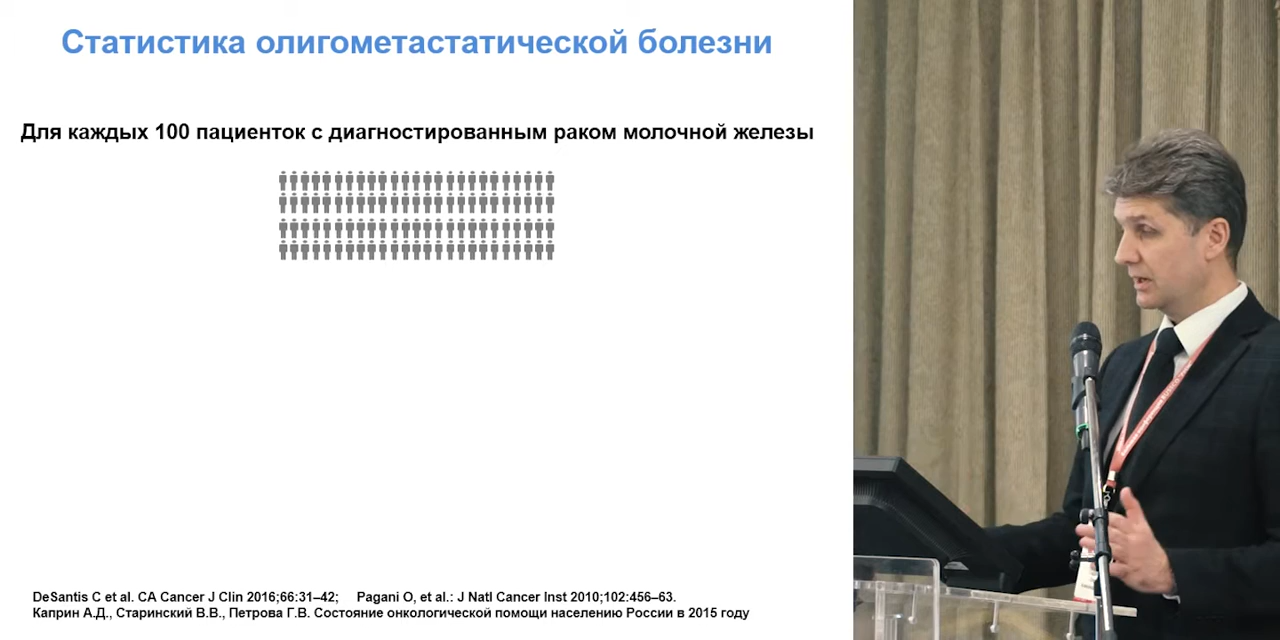 Статистика олигометастатической болезни
Для каждых 100 пациенток с диагностированным раком молочной железы
DeSantis C et al. CA Cancer J Clin 2016;66:31–42; Pagani O, et al.: J Natl Cancer Inst 2010;102:456–63.
Каприн А.Д., Старинский В.В., Петрова Г.В. Состояние онкологической помощи населению России в 2015 году